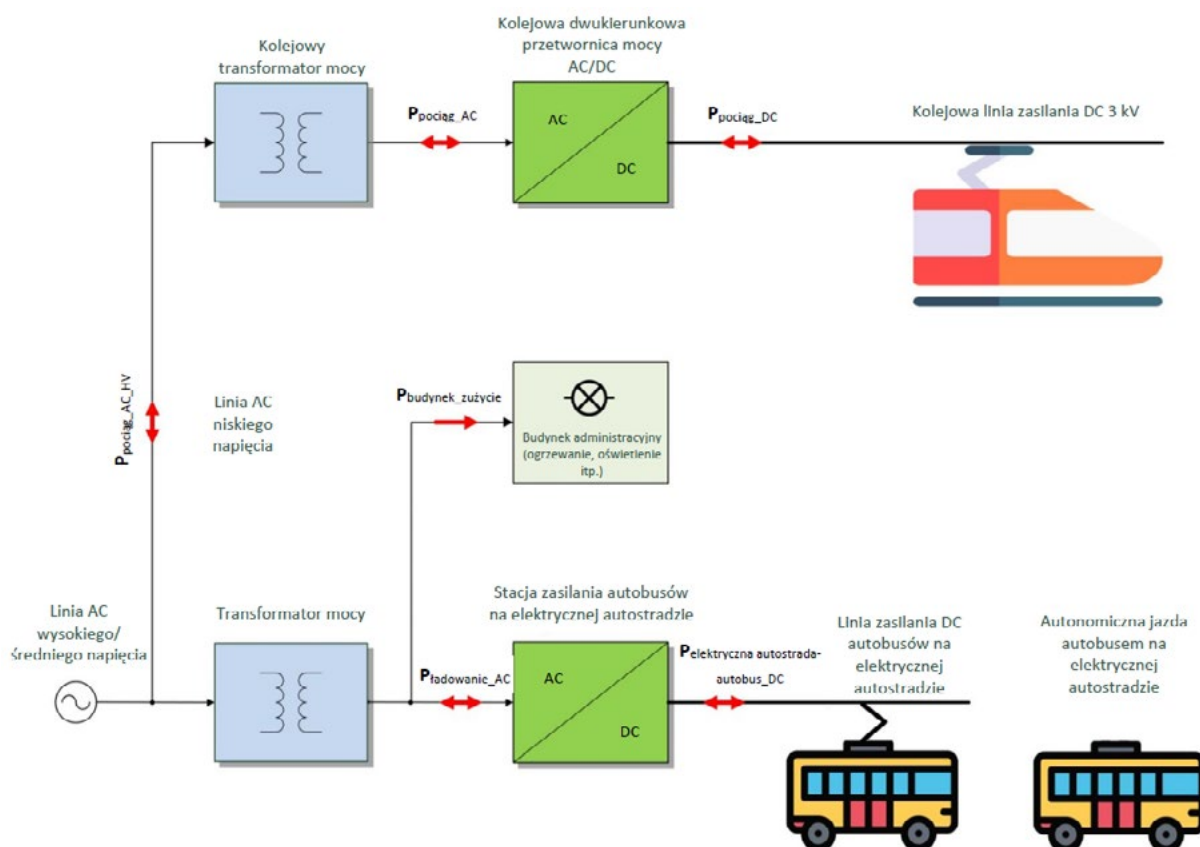 Kolejowy
transformator mocy
Kolejowa dwukierunkowa
przetwornica mocy
AC/DC
Ppociąg_AC
AC
DC
Ppociąg_DC
Kolejowa linia zasilania DC 3 kV
Ppociąg_AC_HV
Linia AC
niskiego
napięcia
Pbudynek_zużycie
Budynek administracyjny
(ogrzewanie, oświetlenie
itp.)
Linia AC
wysokiego/
średniego napięcia
Transformator mocy
Stacja zasilania autobusów
na elektrycznej autostradzie
Pładowanie_AC
AC
DC
Pelektryczna autostrada-
autobus_DC
Linia zasilania DC
autobusów na
elektrycznej
autostradzie
Autonomiczna jazda
autobusem na
elektrycznej
autostradzie